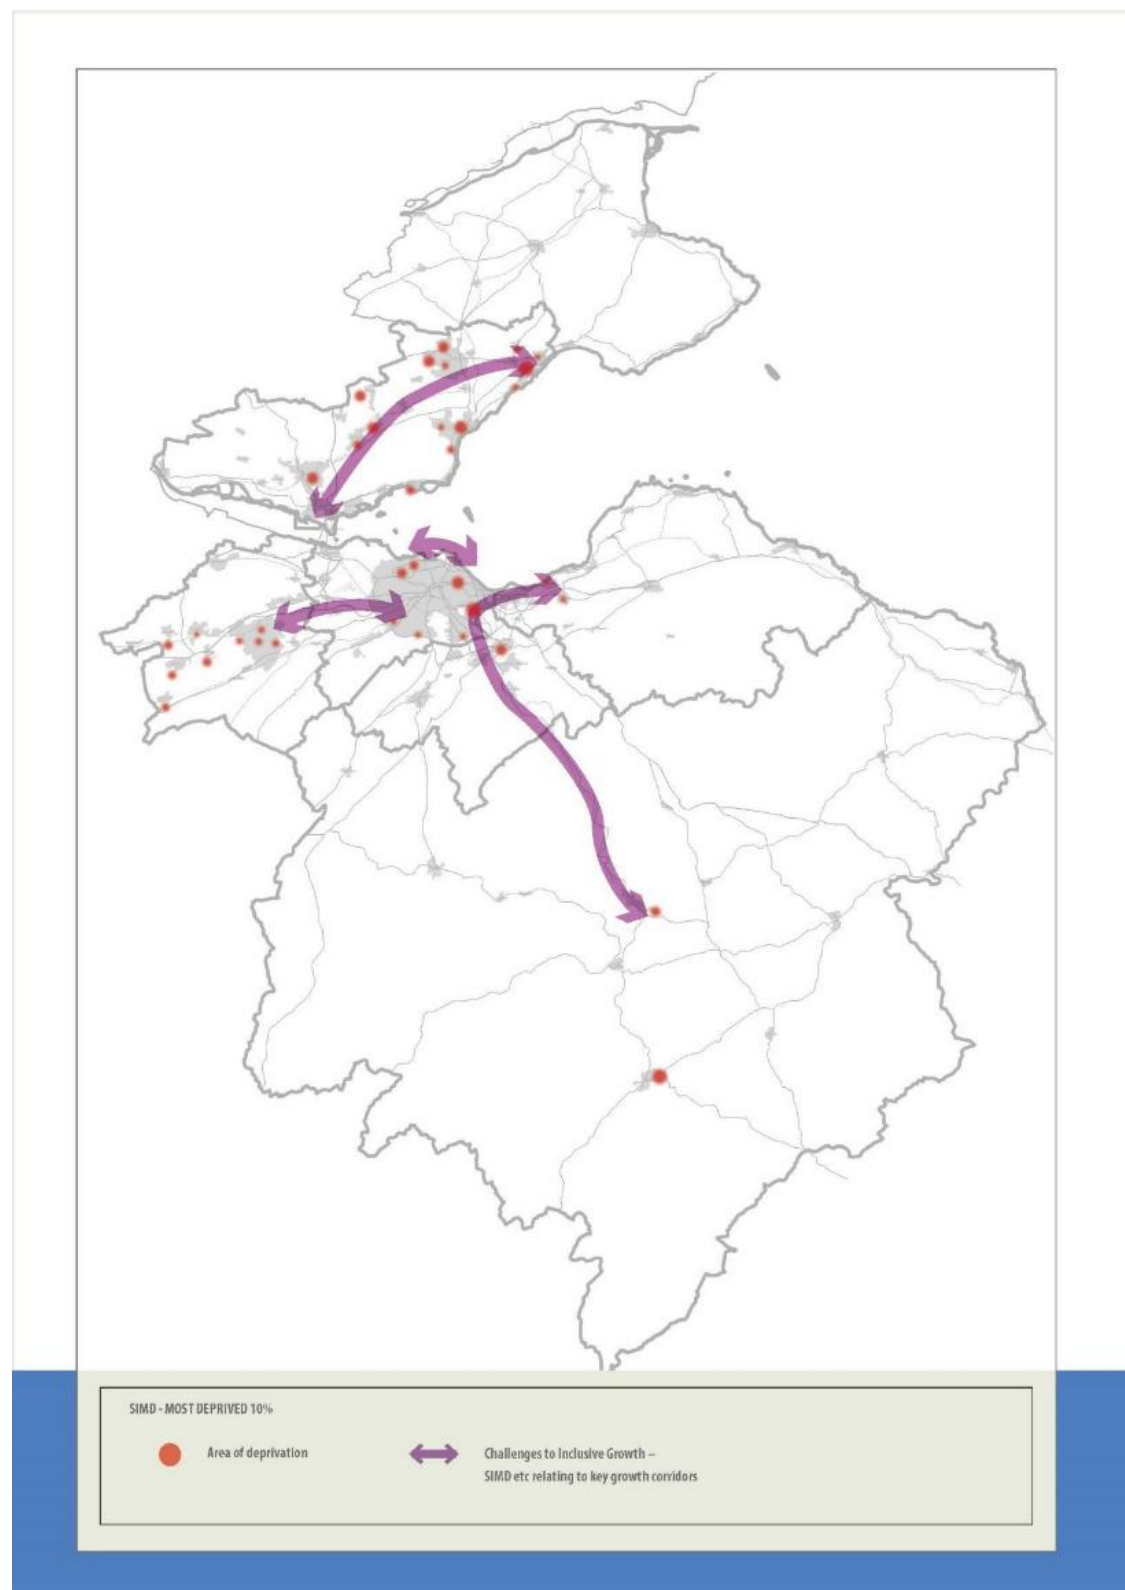 SIMD - MOST DEPRIVED 10%
Area of deprivation
Challenges to Inclusive Growth –
SIMD etc relating to key growth corridors